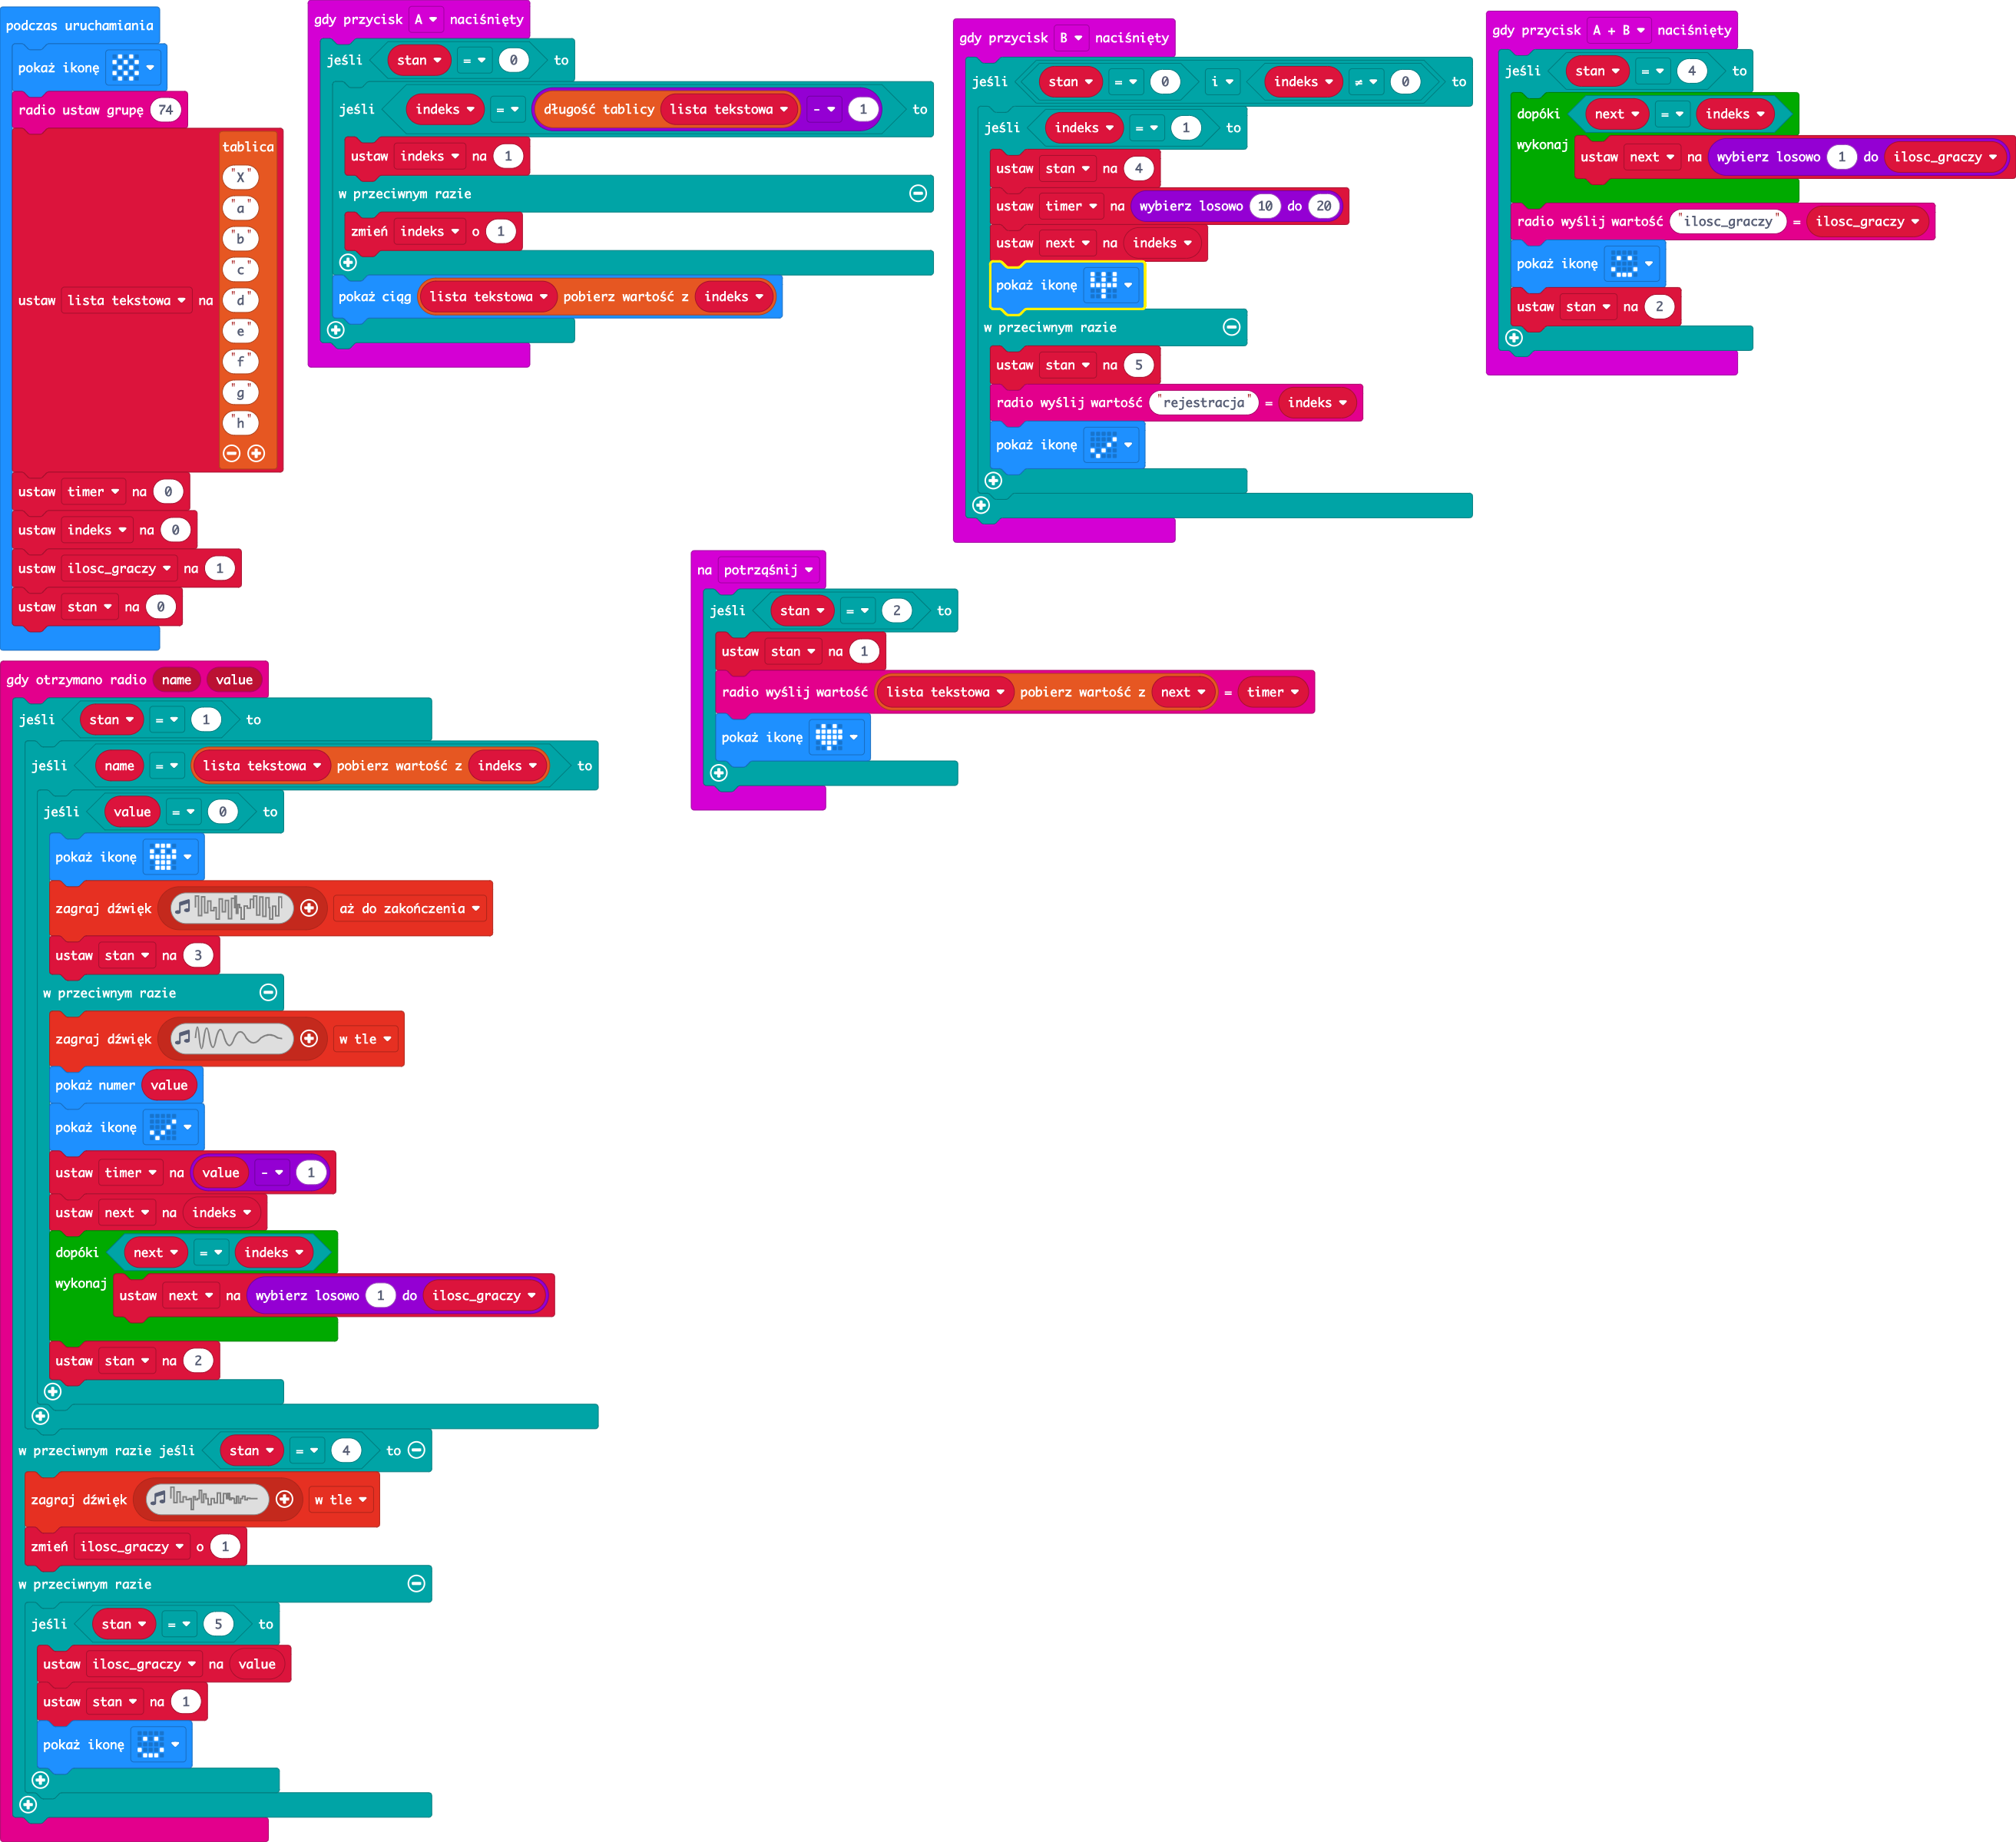 podczas uruchamiania
pokaż ikonę
radio ustaw grupę 74
tablica
"X"
"a"
"b"
"c"
"d"
"e"
"f"
"g"
"h"
ustaw lista tekstowa na
ustaw timer na 0
ustaw indeks na 0
ustaw ilosc_graczy na 1
ustaw stan na 0
gdy przycisk A naciśnięty
jeśli stan = 0 to
jeśli indeks = długość tablicy lista tekstowa - 1 to
ustaw indeks na 1
w przeciwnym razie
zmień indeks o 1
pokaż ciąg lista tekstowa pobierz wartość z indeks
gdy przycisk B naciśnięty
jeśli stan = 0 i indeks ≠ 0 to
jeśli indeks = 1 to
ustaw stan na 4
ustaw timer na wybierz losowo 10 do 20
ustaw next na indeks
pokaż ikonę
w przeciwnym razie
ustaw stan na 5
radio wyślij wartość "rejestracja" = indeks
pokaż ikonę
gdy przycisk A + B naciśnięty
jeśli stan = 4 to
dopóki next = indeks
wykonaj ustaw next na wybierz losowo 1 do ilosc_graczy
radio wyślij wartość "ilosc_graczy" = ilosc_graczy
pokaż ikonę
ustaw stan na 2
na potrząśnij
jeśli stan = 2 to
ustaw stan na 1
radio wyślij wartość lista tekstowa pobierz wartość z next = timer
pokaż ikonę
gdy otrzymano radio name value
jeśli stan = 1 to
jeśli name = lista tekstowa pobierz wartość z indeks to
jeśli value = 0 to
pokaż ikonę
zagraj dźwięk aż do zakończenia
ustaw stan na 3
w przeciwnym razie
zagraj dźwięk w tle
pokaż numer value
pokaż ikonę
ustaw timer na value - 1
ustaw next na indeks
dopóki next = indeks
wykonaj ustaw next na wybierz losowo 1 do ilosc_graczy
ustaw stan na 2
w przeciwnym razie jeśli stan = 4 to
zagraj dźwięk w tle
zmień ilosc_graczy o 1
w przeciwnym razie
jeśli stan = 5 to
ustaw ilosc_graczy na value
ustaw stan na 1
pokaż ikonę